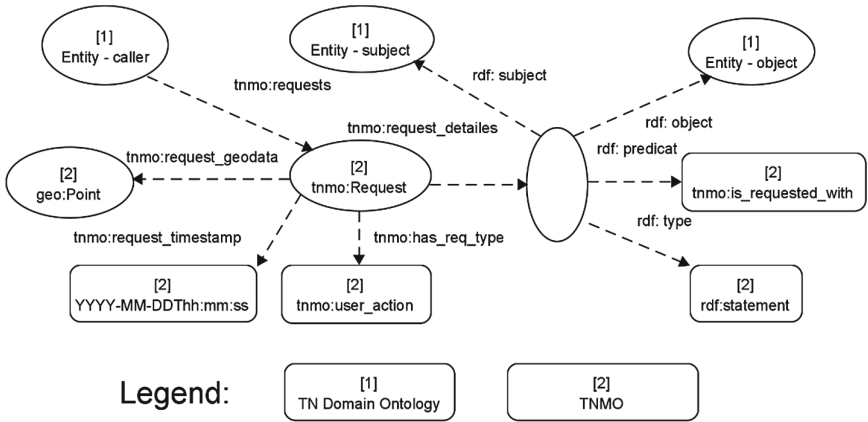 [1]
Entity - caller
[1]
Entity - subject
[1]
Entity - object
tnmo:requests
rdf: subject
rdf: object
tnmo:request_detailes
rdf: predicat
tnmo:request_geodata
[2]
geo:Point
[2]
tnmo:Request
[2]
tnmo:is_requested_with
tnmo:request_timestamp
tnmo:has_req_type
rdf: type
[2]
YYYY-MM-DDThh:mm:ss
[2]
tnmo:user_action
[2]
rdf:statement
Legend:
[1]
TN Domain Ontology
[2]
TNMO